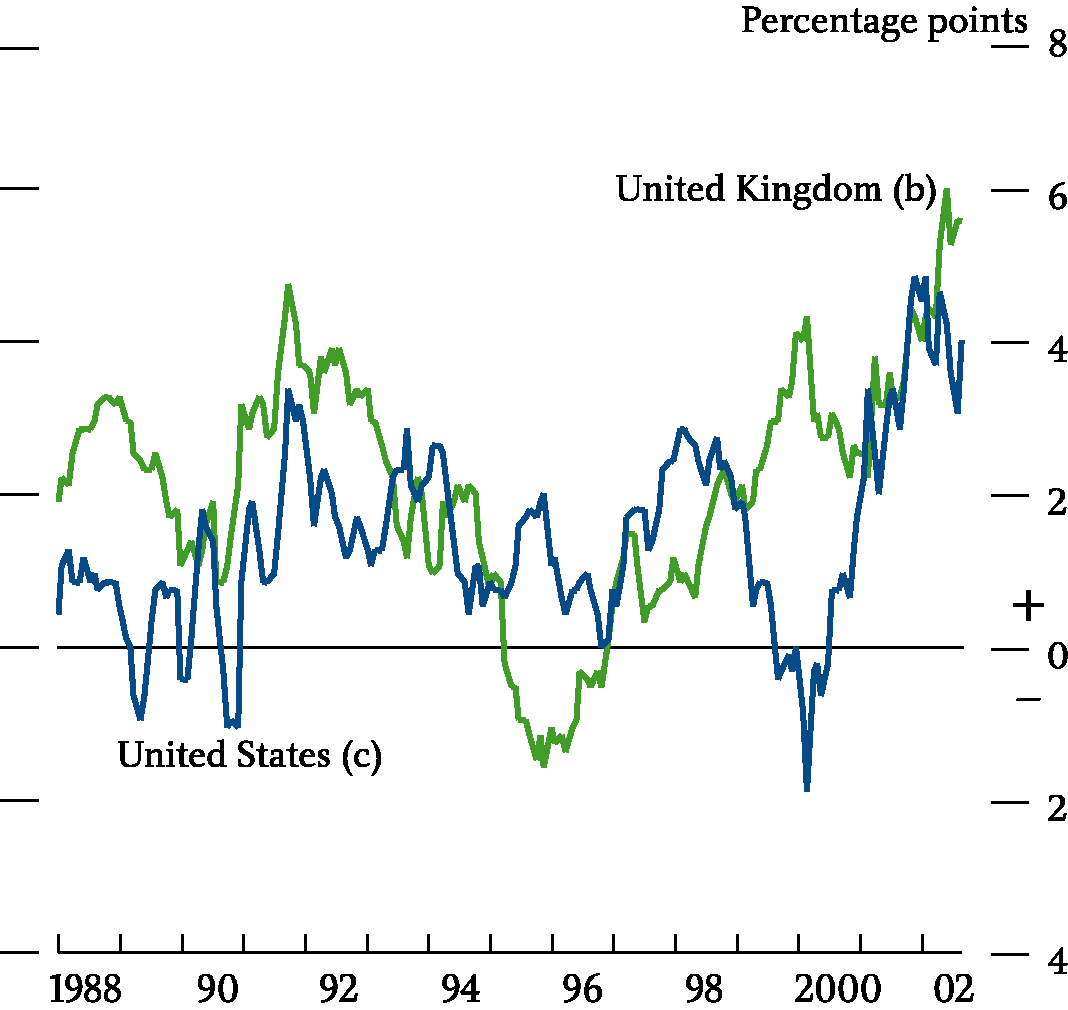 Percentage points
8
United Kingdom (b)
6
4
2
+
0
–
United States (c)
2
4
1988 90 92 94 96 98 2000 02